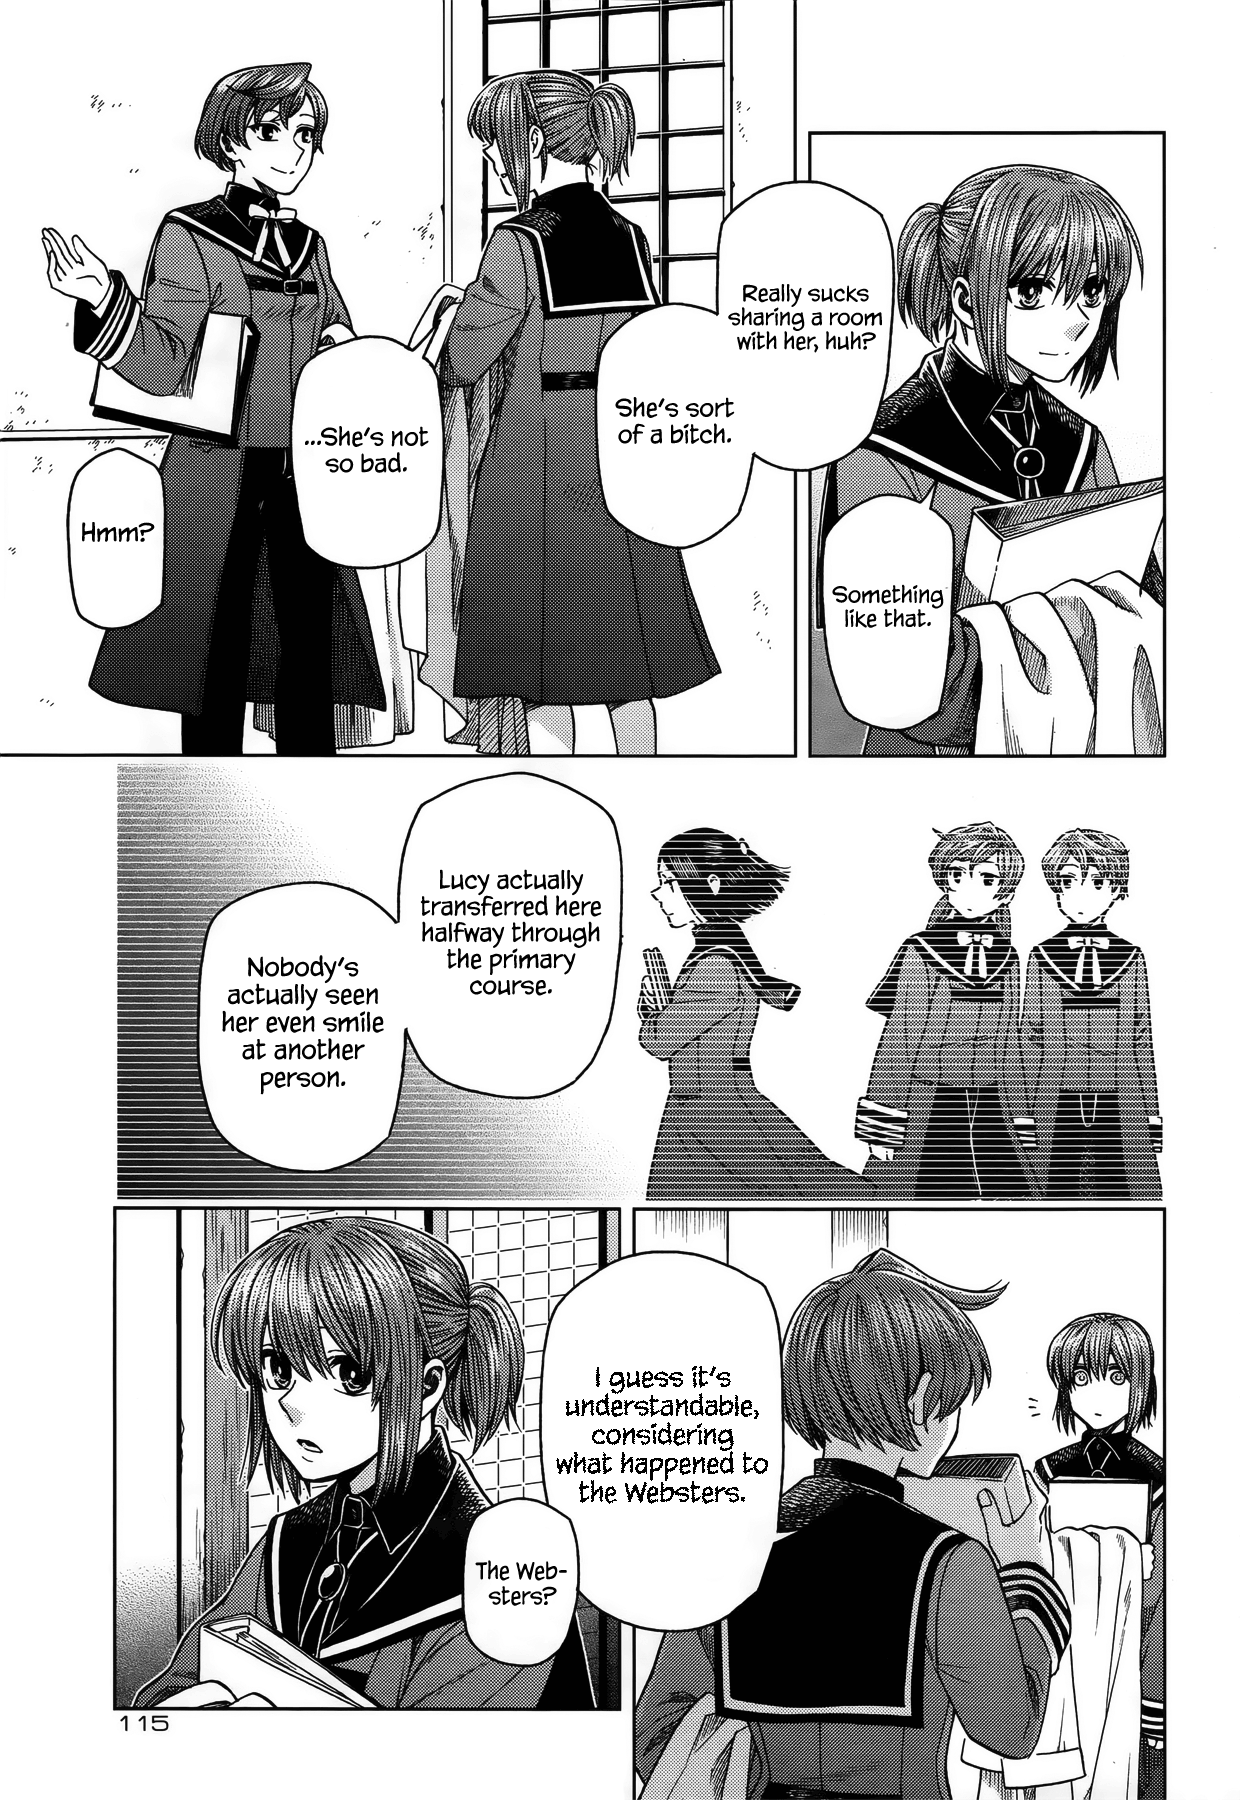 Something
like that.
Really sucks
sharing a room
with her, huh?
She's sort
of a bitch.
...She's not
so bad.
Hmm?
Lucy actually
transferred here
halfway through
the primary
course.
Nobody's
actually seen
her even smile
at another
person.
I guess it's
understandable,
considering
what happened to
the Websters.
The Web-
sters?
115